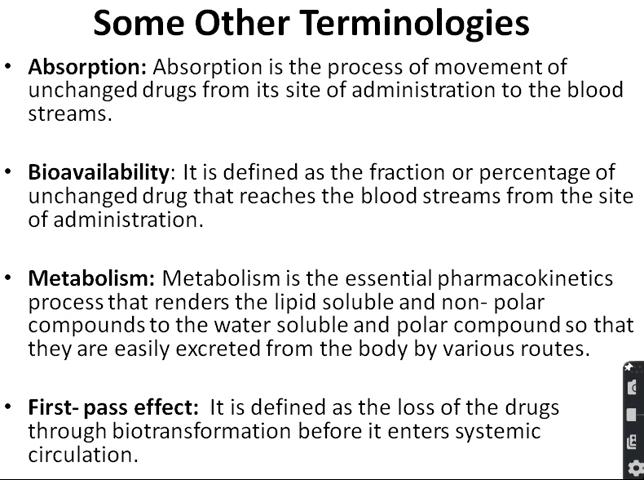 Some Other Terminologies
• Absorption: Absorption is the process of movement of
unchanged drugs from its site of administration to the blood
streams.
• Bioavailability: It is defined as the fraction or percentage of
unchanged drug that reaches the blood streams from the site
of administration.
• Metabolism: Metabolism is the essential pharmacokinetics
process that renders the lipid soluble and non- polar
compounds to the water soluble and polar compound so that
they are easily excreted from the body by various routes.
• First- pass effect: It is defined as the loss of the drugs
through biotransformation before it enters systemic
circulation.